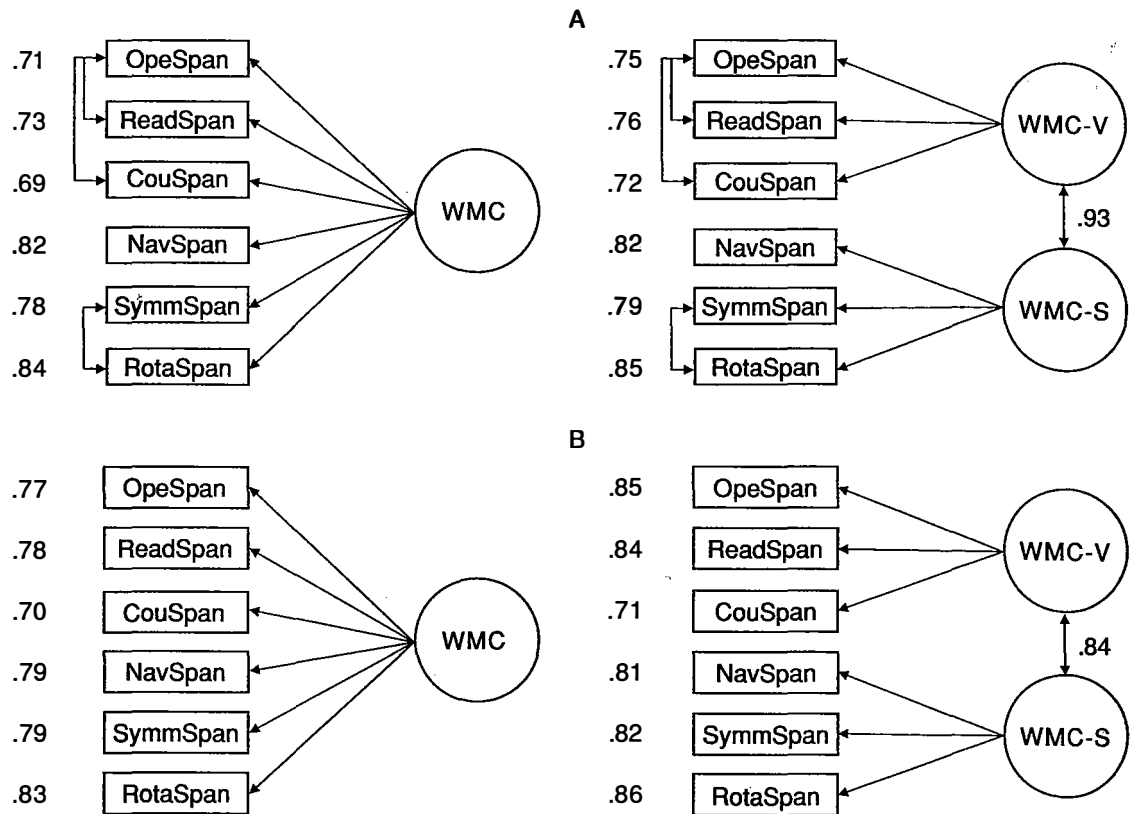 A
.71 OpeSpan
.73 ReadSpan
.69 CouSpan
.82 NavSpan
.78 SymmSpan
.84 RotaSpan
WMC
.75 OpeSpan
.76 ReadSpan
.72 CouSpan
.82 NavSpan
.79 SymmSpan
.85 RotaSpan
WMC-V
.93
WMC-S
B
.77 OpeSpan
.78 ReadSpan
.70 CouSpan
.79 NavSpan
.79 SymmSpan
.83 RotaSpan
WMC
.85 OpeSpan
.84 ReadSpan
.71 CouSpan
.81 NavSpan
.82 SymmSpan
.86 RotaSpan
WMC-V
.84
WMC-S